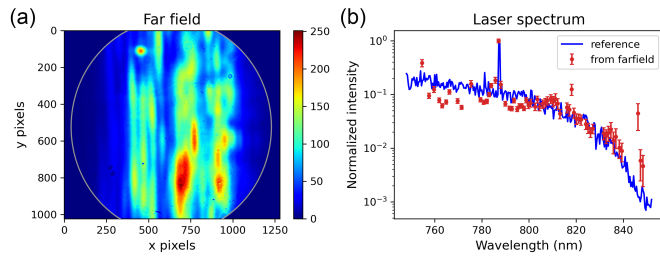 (a)
Far field
0
200
400
600
800
1000
y pixels
0
250
500
750
1000
1250
x pixels
250
200
150
100
50
0
(b)
Laser spectrum
reference
from farfield
10⁰
10⁻¹
10⁻²
10⁻³
Normalized intensity
760
780
800
820
840
Wavelength (nm)